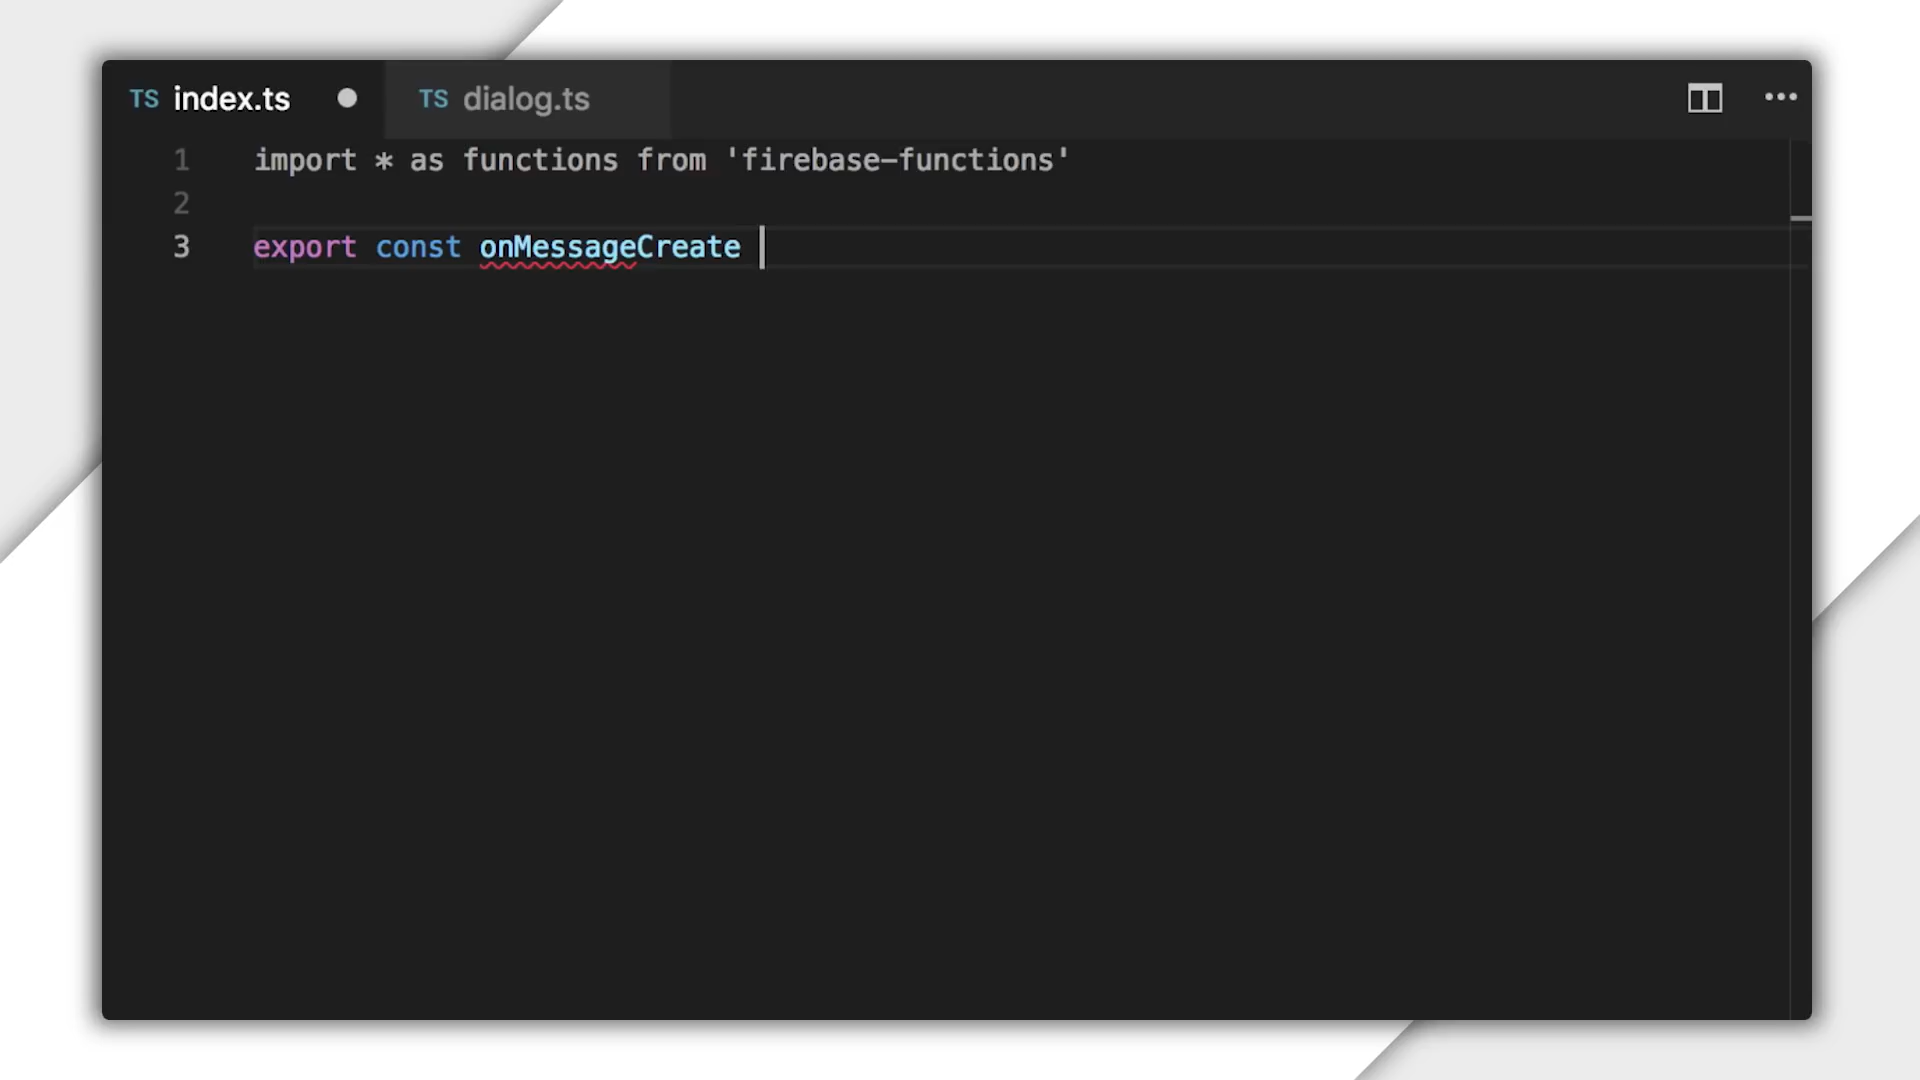 TS index.ts
TS dialog.ts
1 import * as functions from 'firebase-functions'
2
3 export const onMessageCreate